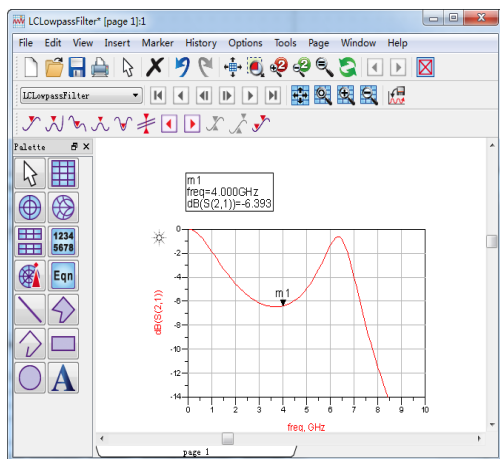 LCLowpassFilter* [page 1]:1
File Edit View Insert Marker History Options Tools Page Window Help
LCLowpassFilter
Palette
1234
5678
Eqn
A
m1
freq=4.000GHz
dB(S(2,1))=-6.393
m1
dB(S(2,1))
0
-2
-4
-6
-8
-10
-12
-14
0 1 2 3 4 5 6 7 8 9 10
freq, GHz
page 1